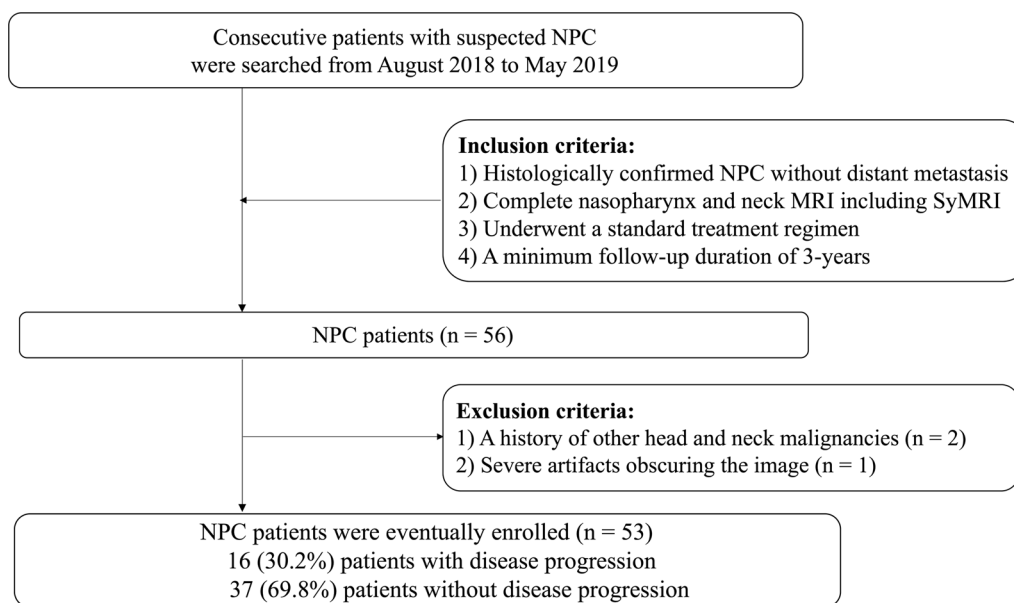 Consecutive patients with suspected NPC
were searched from August 2018 to May 2019
Inclusion criteria:
1) Histologically confirmed NPC without distant metastasis
2) Complete nasopharynx and neck MRI including SyMRI
3) Underwent a standard treatment regimen
4) A minimum follow-up duration of 3-years
NPC patients (n = 56)
Exclusion criteria:
1) A history of other head and neck malignancies (n = 2)
2) Severe artifacts obscuring the image (n = 1)
NPC patients were eventually enrolled (n = 53)
16 (30.2%) patients with disease progression
37 (69.8%) patients without disease progression